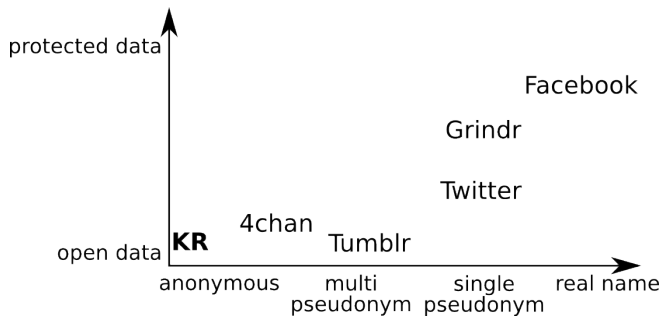 protected data
Facebook
Grindr
Twitter
4chan
KR
Tumblr
open data
anonymous
multi
pseudonym
single
pseudonym
real name